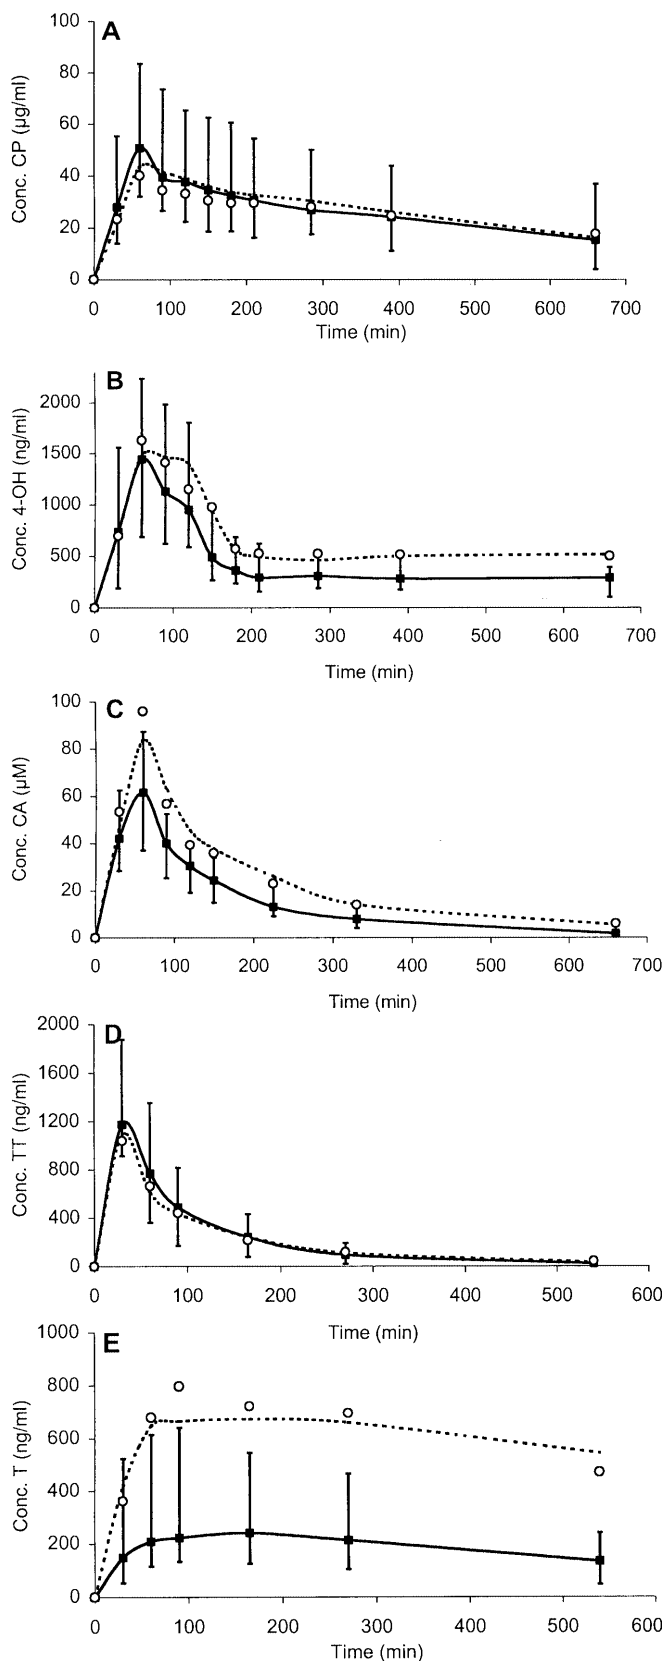 A
100
80
60
40
20
0
Conc. CP (µg/ml)
0 100 200 300 400 500 600 700
Time (min)
B
2000
1500
1000
500
0
Conc. 4-OH (ng/ml)
0 100 200 300 400 500 600 700
Time (min)
C
100
80
60
40
20
0
Conc. CA (µM)
0 100 200 300 400 500 600 700
Time (min)
D
2000
1600
1200
800
400
0
Conc. TT (ng/ml)
0 100 200 300 400 500 600
Time (min)
E
1000
800
600
400
200
0
Conc. T (ng/ml)
0 100 200 300 400 500 600
Time (min)